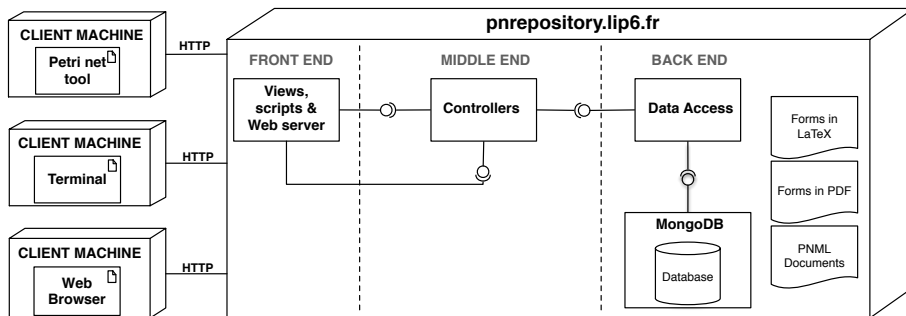 pnrepository.lip6.fr
CLIENT MACHINE
Petri net
tool
HTTP
CLIENT MACHINE
Terminal
HTTP
CLIENT MACHINE
Web
Browser
HTTP
FRONT END
Views,
scripts &
Web server
MIDDLE END
Controllers
BACK END
Data Access
MongoDB
Database
Forms in
LaTeX
Forms in PDF
PNML
Documents